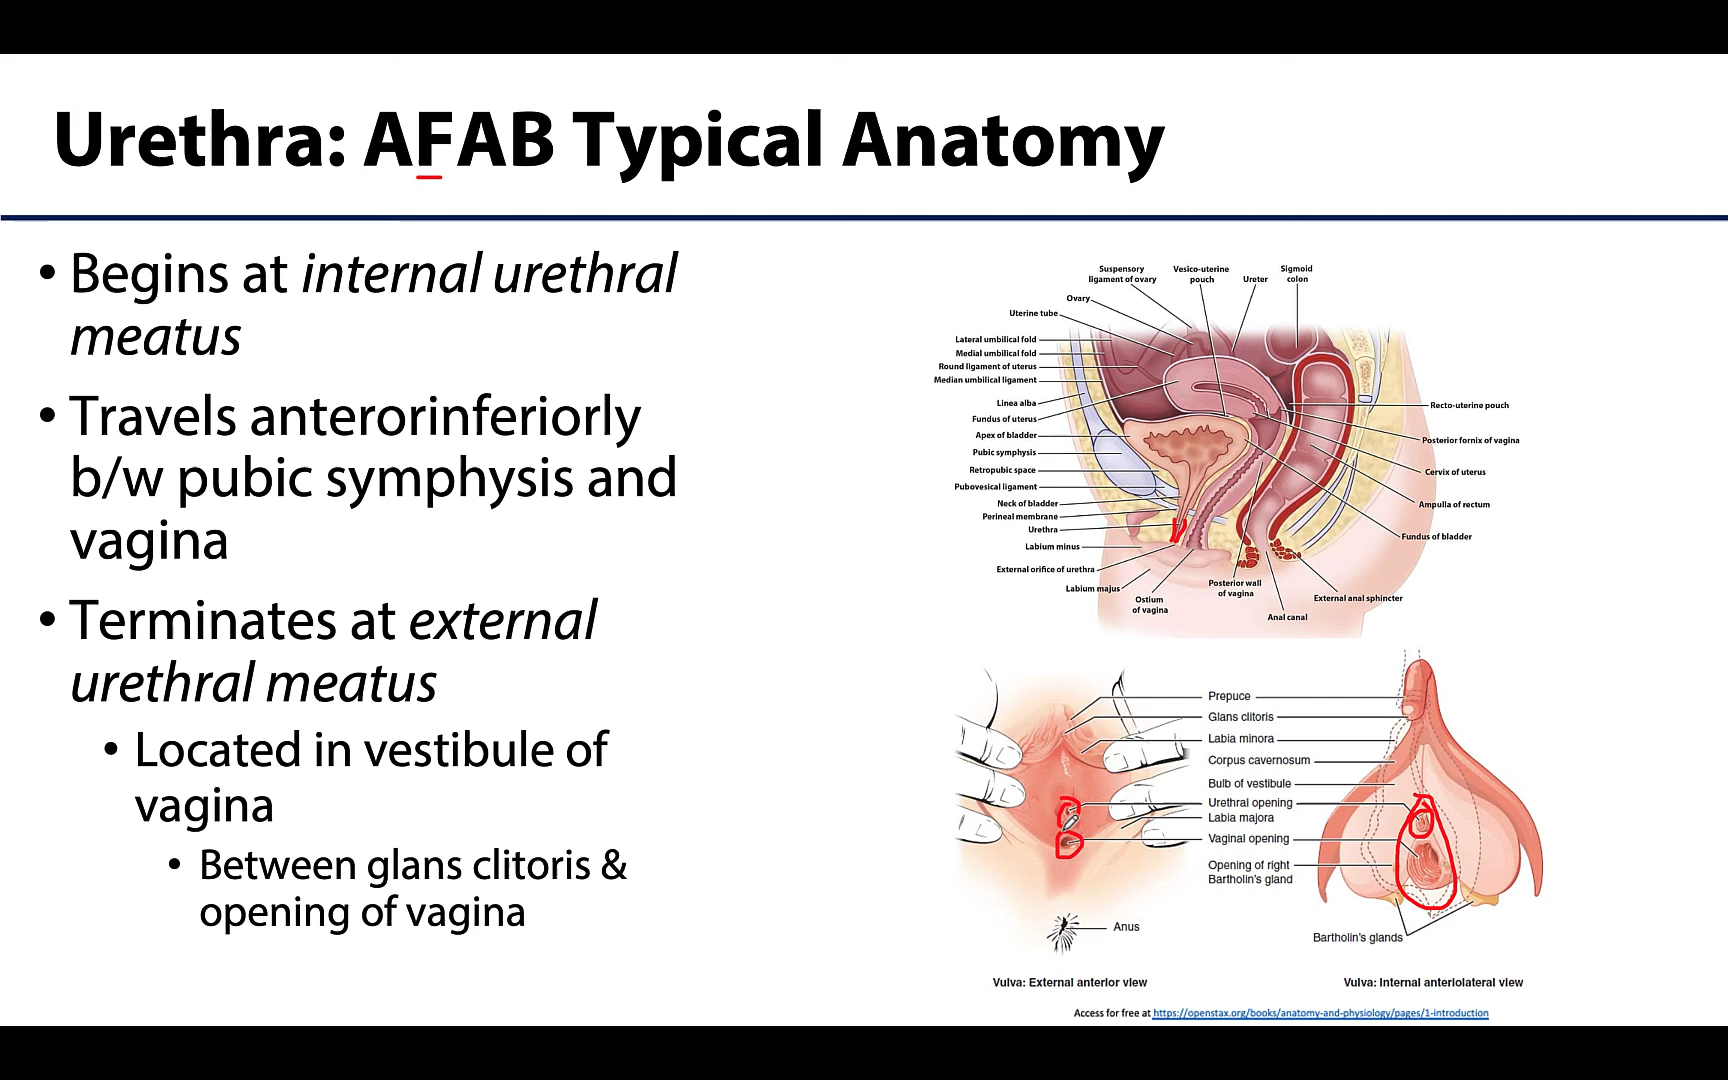 Urethra: AFAB Typical Anatomy
• Begins at internal urethral
meatus
• Travels anterorinferiorly
b/w pubic symphysis and
vagina
• Terminates at external
urethral meatus
• Located in vestibule of
vagina
• Between glans clitoris &
opening of vagina
Suspensory
ligament of ovary
Vesico-uterine
pouch
Ureter
Sigmoid
colon
Ovary
Uterine tube
Lateral umbilical fold
Medial umbilical fold
Round ligament of uterus
Median umbilical ligament
Linea alba
Fundus of uterus
Apex of bladder
Pubic symphysis
Retropubic space
Pubovesical ligament
Neck of bladder
Perineal membrane
Urethra
Labium minus
External orifice of urethra
Labium majus
Ostium
of vagina
Posterior wall
of vagina
Anal canal
External anal sphincter
Recto-uterine pouch
Posterior fornix of vagina
Cervix of uterus
Ampulla of rectum
Fundus of bladder
Prepuce
Glans clitoris
Labia minora
Corpus cavernosum
Bulb of vestibule
Urethral opening
Labia majora
Vaginal opening
Opening of right
Bartholin's gland
Anus
Bartholin's glands
Vulva: External anterior view
Vulva: Internal anteriolateral view
Access for free at https://openstax.org/books/anatomy-and-physiology/pages/1-introduction